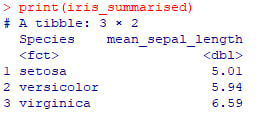 > print(iris_summarised)
# A tibble: 3 × 2
  Species    mean_sepal_length
  <fct>                  <dbl>
1 setosa                  5.01
2 versicolor              5.94
3 virginica               6.59